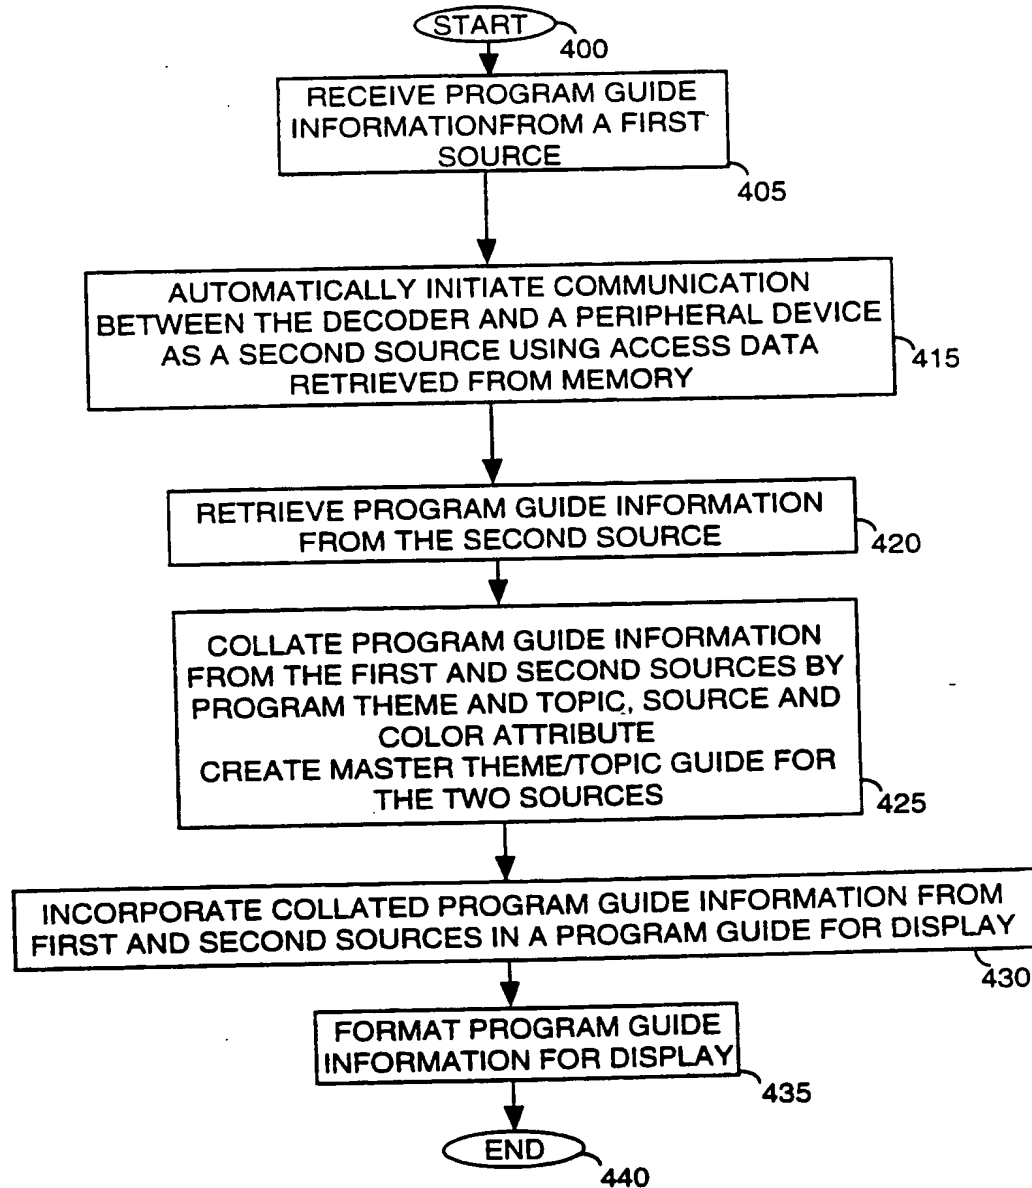 START
400
RECEIVE PROGRAM GUIDE
INFORMATIONFROM A FIRST
SOURCE
405
AUTOMATICALLY INITIATE COMMUNICATION
BETWEEN THE DECODER AND A PERIPHERAL DEVICE
AS A SECOND SOURCE USING ACCESS DATA
RETRIEVED FROM MEMORY
415
RETRIEVE PROGRAM GUIDE INFORMATION
FROM THE SECOND SOURCE
420
COLLATE PROGRAM GUIDE INFORMATION
FROM THE FIRST AND SECOND SOURCES BY
PROGRAM THEME AND TOPIC, SOURCE AND
COLOR ATTRIBUTE
CREATE MASTER THEME/TOPIC GUIDE FOR
THE TWO SOURCES
425
INCORPORATE COLLATED PROGRAM GUIDE INFORMATION FROM
FIRST AND SECOND SOURCES IN A PROGRAM GUIDE FOR DISPLAY
430
FORMAT PROGRAM GUIDE
INFORMATION FOR DISPLAY
435
END
440